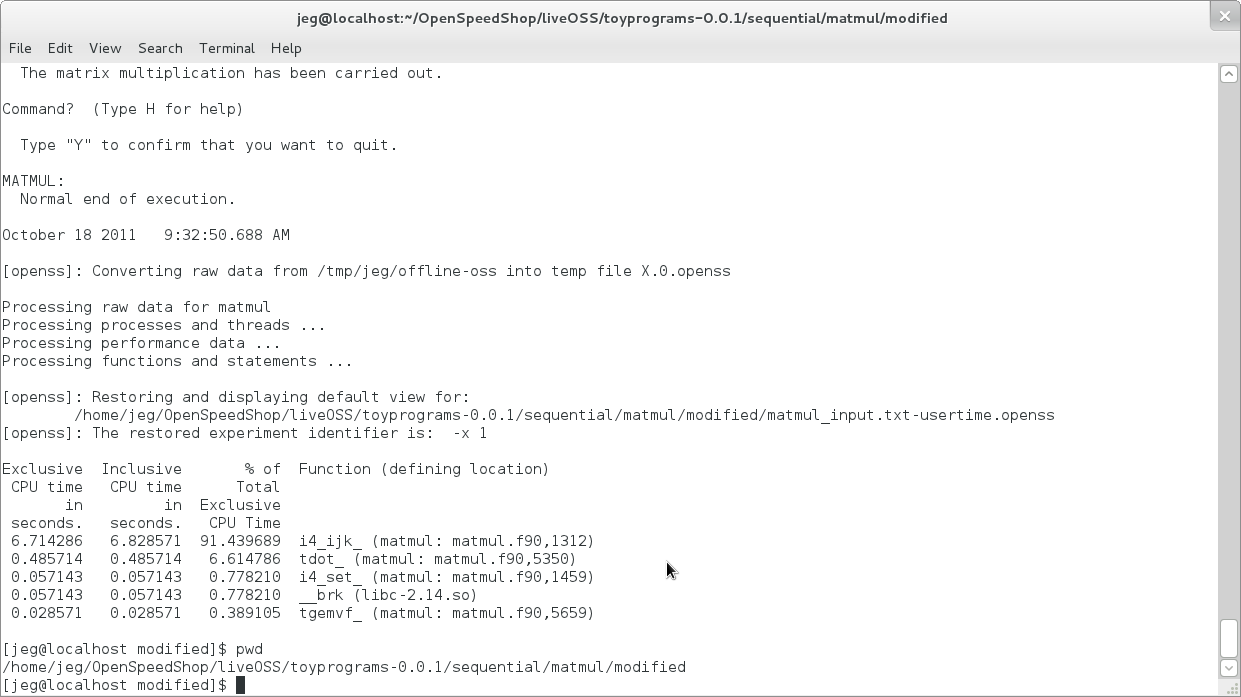 jeg@localhost:~/OpenSpeedShop/liveOSS/toyprograms-0.0.1/sequential/matmul/modified
File Edit View Search Terminal Help
  The matrix multiplication has been carried out.

Command?  (Type H for help)

  Type "Y" to confirm that you want to quit.

MATMUL:
  Normal end of execution.

October 18 2011   9:32:50.688 AM

[openss]: Converting raw data from /tmp/jeg/offline-oss into temp file X.0.openss

Processing raw data for matmul
Processing processes and threads ...
Processing performance data ...
Processing functions and statements ...

[openss]: Restoring and displaying default view for:
        /home/jeg/OpenSpeedShop/liveOSS/toyprograms-0.0.1/sequential/matmul/modified/matmul_input.txt-usertime.openss
[openss]: The restored experiment identifier is:  -x 1

Exclusive  Inclusive       % of  Function (defining location)
 CPU time   CPU time      Total
       in         in  Exclusive
 seconds.   seconds.   CPU Time
 6.714286   6.828571  91.439689  i4_ijk_ (matmul: matmul.f90,1312)
 0.485714   0.485714   6.614786  tdot_ (matmul: matmul.f90,5350)
 0.057143   0.057143   0.778210  i4_set_ (matmul: matmul.f90,1459)
 0.057143   0.057143   0.778210  __brk (libc-2.14.so)
 0.028571   0.028571   0.389105  tgemvf_ (matmul: matmul.f90,5659)

[jeg@localhost modified]$ pwd
/home/jeg/OpenSpeedShop/liveOSS/toyprograms-0.0.1/sequential/matmul/modified
[jeg@localhost modified]$